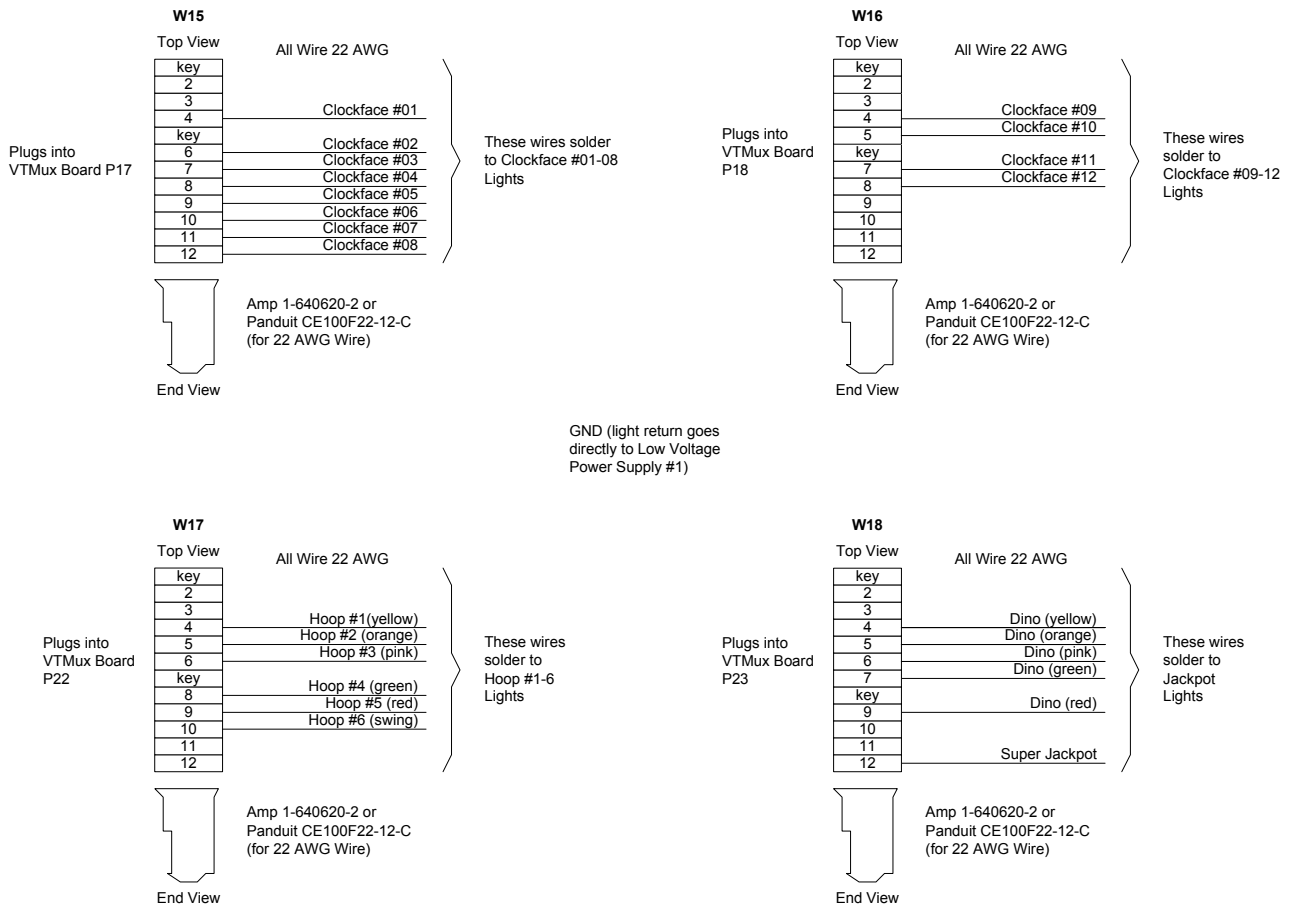 W15
Top View
All Wire 22 AWG
key
2
3
4
key
6
7
8
9
10
11
12
Clockface #01
Clockface #02
Clockface #03
Clockface #04
Clockface #05
Clockface #06
Clockface #07
Clockface #08
Plugs into
VTMux Board P17
These wires solder
to Clockface #01-08
Lights
Amp 1-640620-2 or
Panduit CE100F22-12-C
(for 22 AWG Wire)
End View
W16
Top View
All Wire 22 AWG
key
2
3
4
5
key
7
8
9
10
11
12
Clockface #09
Clockface #10
Clockface #11
Clockface #12
Plugs into
VTMux Board
P18
These wires
solder to
Clockface #09-12
Lights
Amp 1-640620-2 or
Panduit CE100F22-12-C
(for 22 AWG Wire)
End View
GND (light return goes
directly to Low Voltage
Power Supply #1)
W17
Top View
All Wire 22 AWG
key
2
3
4
5
6
key
8
9
10
11
12
Hoop #1(yellow)
Hoop #2 (orange)
Hoop #3 (pink)
Hoop #4 (green)
Hoop #5 (red)
Hoop #6 (swing)
Plugs into
VTMux Board
P22
These wires
solder to
Hoop #1-6
Lights
Amp 1-640620-2 or
Panduit CE100F22-12-C
(for 22 AWG Wire)
End View
W18
Top View
All Wire 22 AWG
key
2
3
4
5
6
7
key
9
10
11
12
Dino (yellow)
Dino (orange)
Dino (pink)
Dino (green)
Dino (red)
Super Jackpot
Plugs into
VTMux Board
P23
These wires
solder to
Jackpot
Lights
Amp 1-640620-2 or
Panduit CE100F22-12-C
(for 22 AWG Wire)
End View